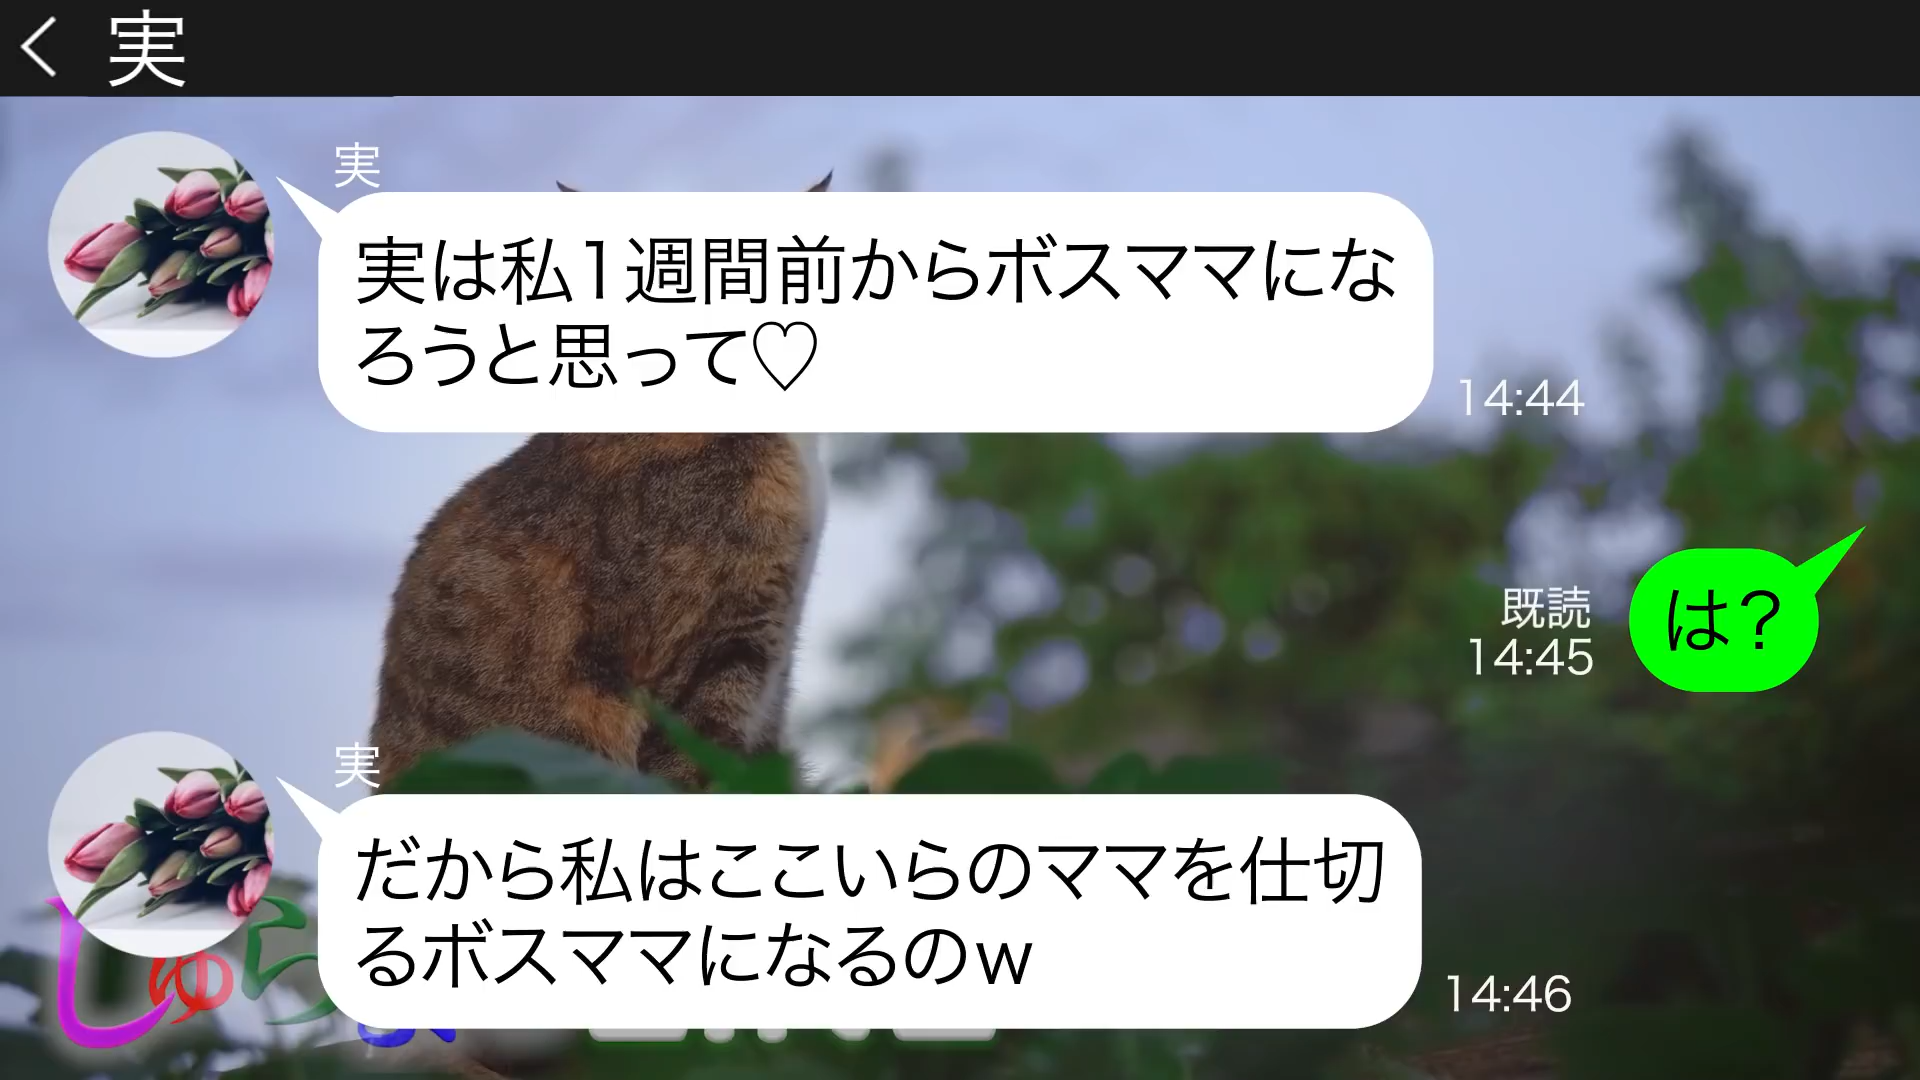 実
実
実は私1週間前からボスママにな
ろうと思って♡
14:44
は?
既読
14:45
実
だから私はここいらのママを仕切
るボスママになるのw
14:46
しゅら